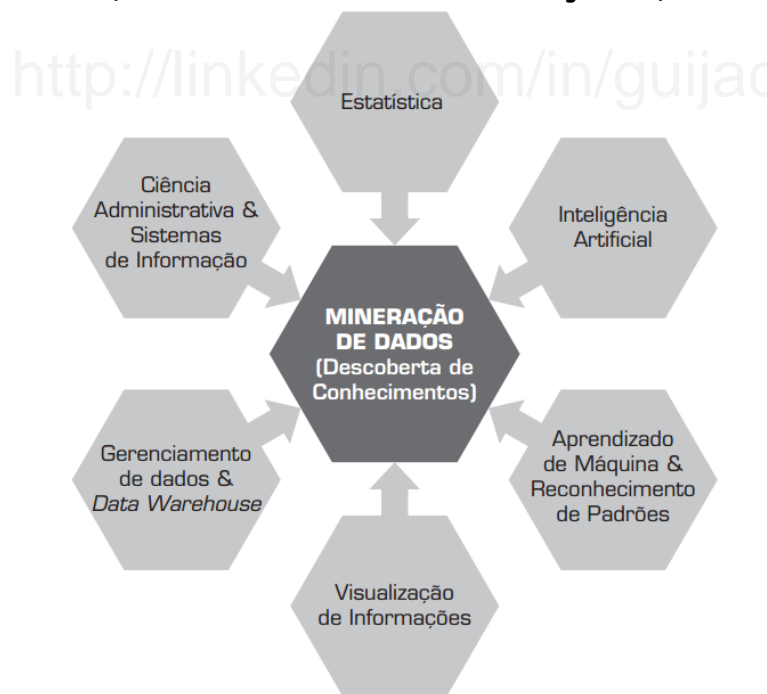 http://linkedin.com/in/guijac
Estatística
Ciência
Administrativa &
Sistemas
de Informação
Inteligência
Artificial
MINERAÇÃO
DE DADOS
(Descoberta de
Conhecimentos)
Gerenciamento
de dados &
Data Warehouse
Aprendizado
de Máquina &
Reconhecimento
de Padrões
Visualização
de Informações